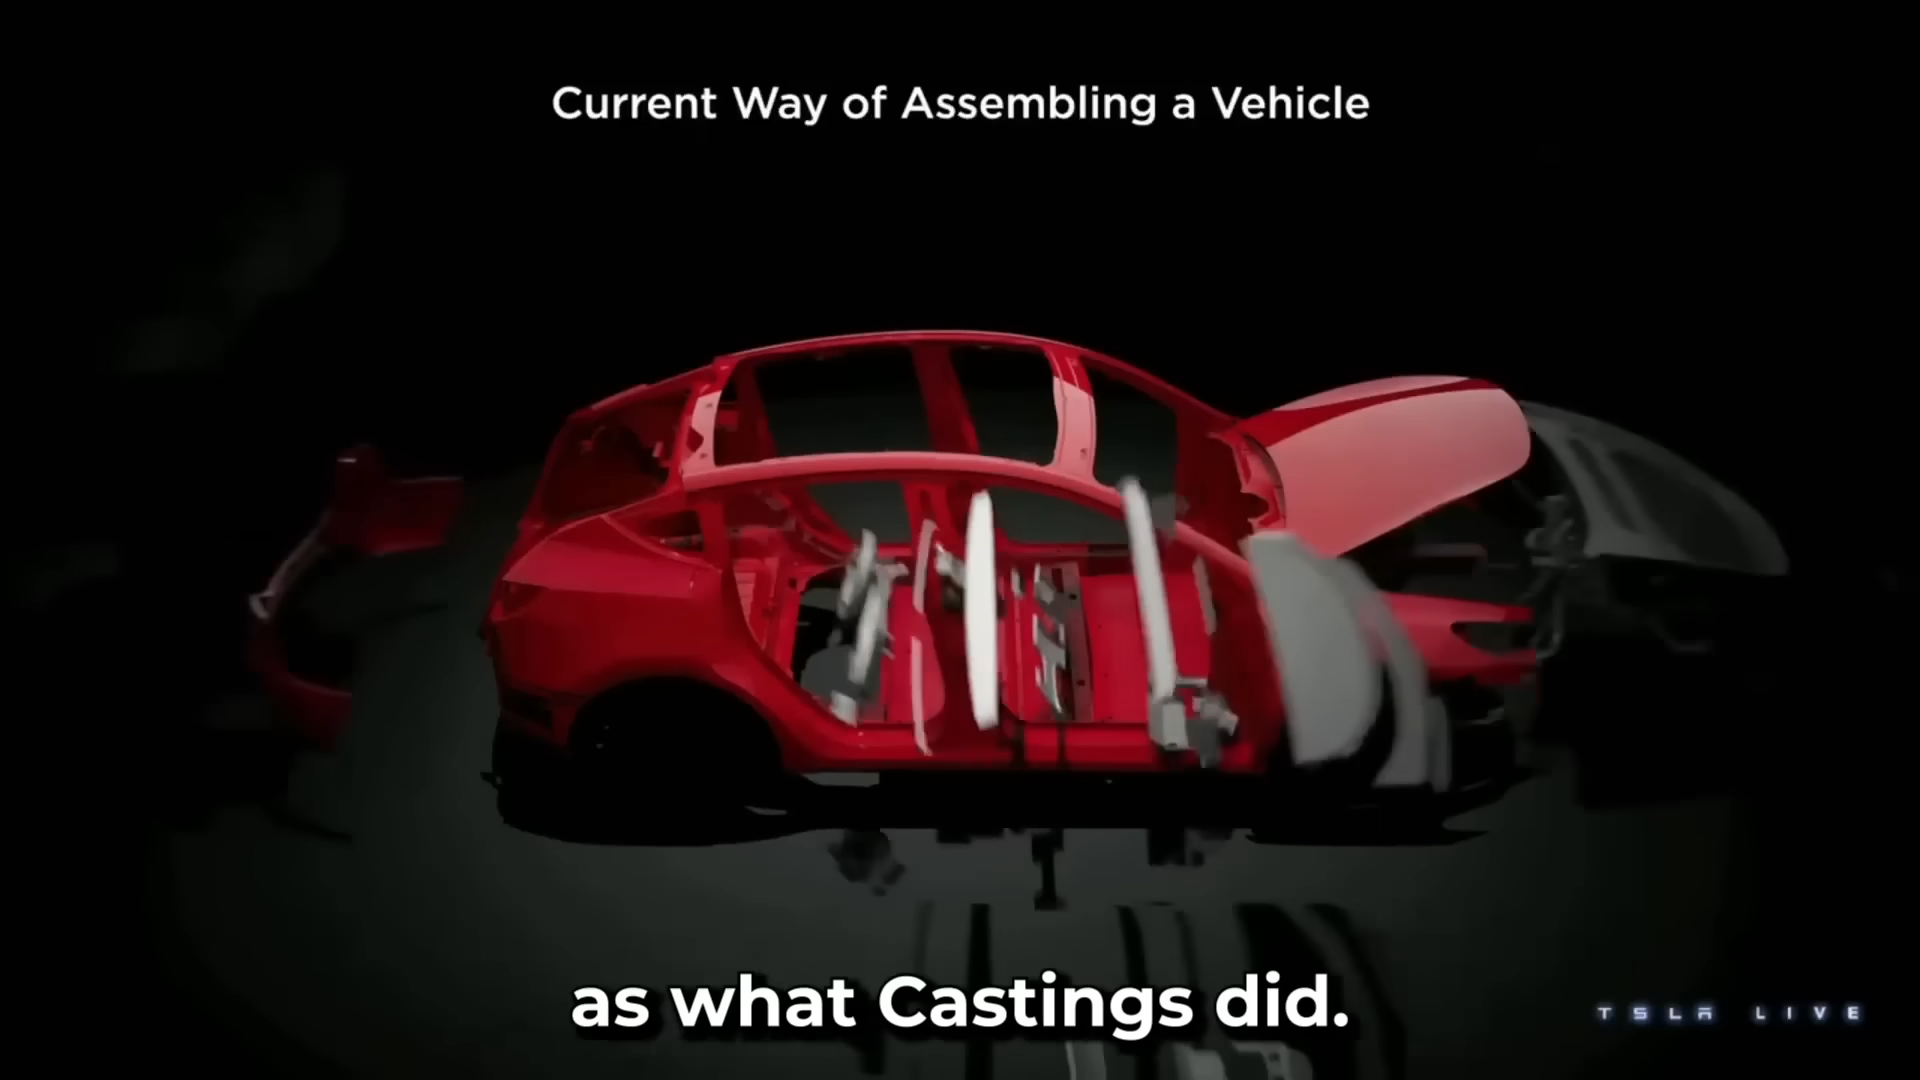 Current Way of Assembling a Vehicle
as what Castings did.
TSLA LIVE